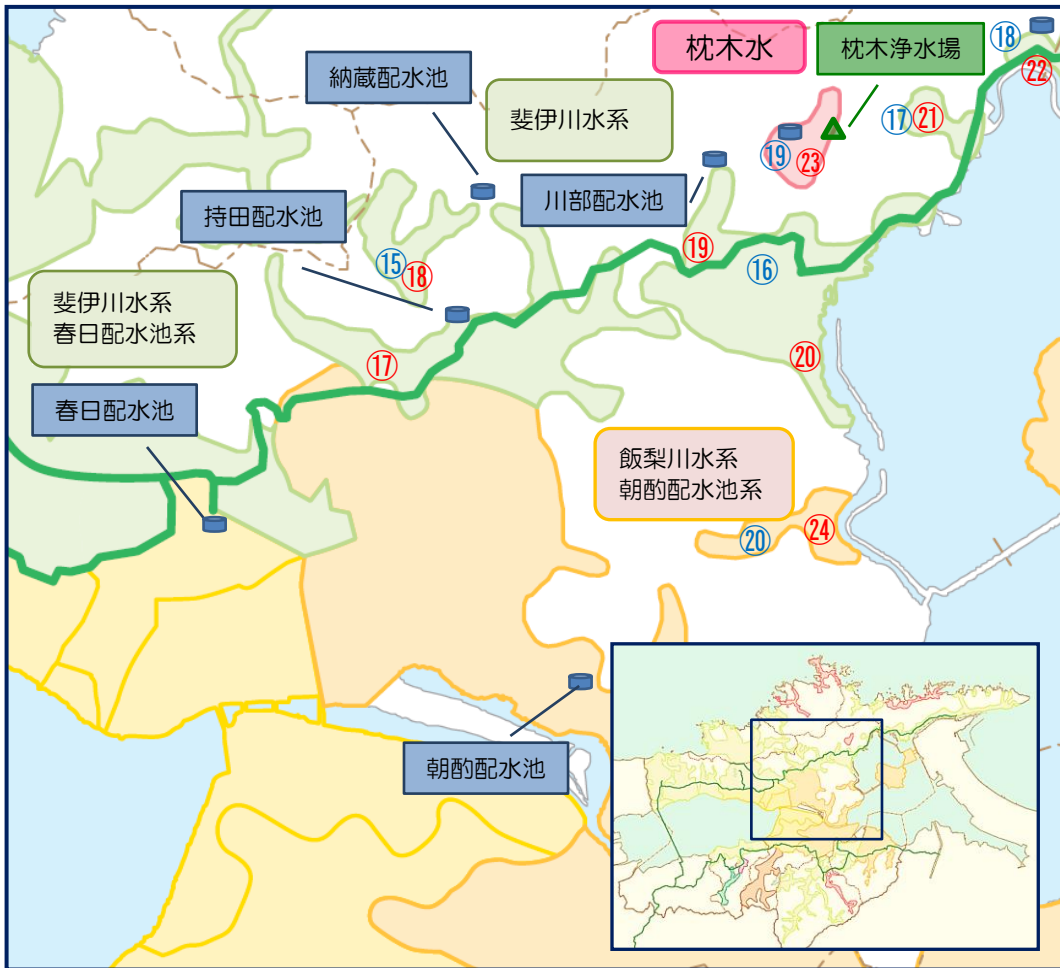 枕木水
枕木浄水場
⑱
㉒
納蔵配水池
斐伊川水系
⑰
㉑
⑲
㉓
持田配水池
川部配水池
⑮
⑱
⑲
⑯
斐伊川水系
春日配水池系
⑰
⑳
春日配水池
飯梨川水系
朝酌配水池系
⑳
㉔
朝酌配水池